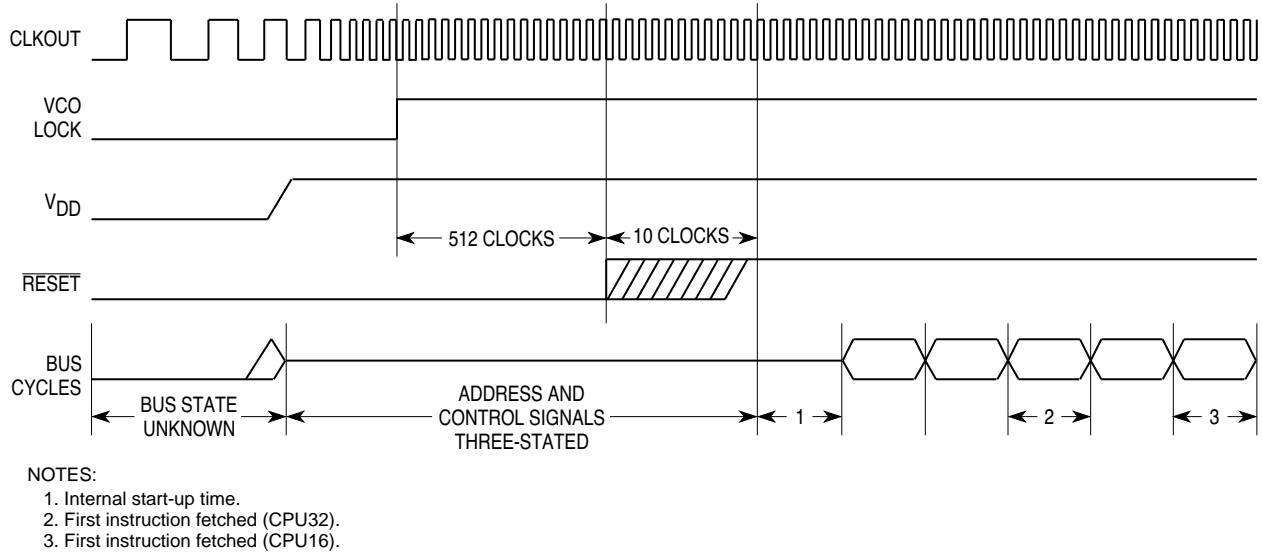 CLKOUT
VCO
LOCK
VDD
512 CLOCKS
10 CLOCKS
RESET
BUS
CYCLES
BUS STATE
UNKNOWN
ADDRESS AND
CONTROL SIGNALS
THREE-STATED
1
2
3
NOTES:
1. Internal start-up time.
2. First instruction fetched (CPU32).
3. First instruction fetched (CPU16).